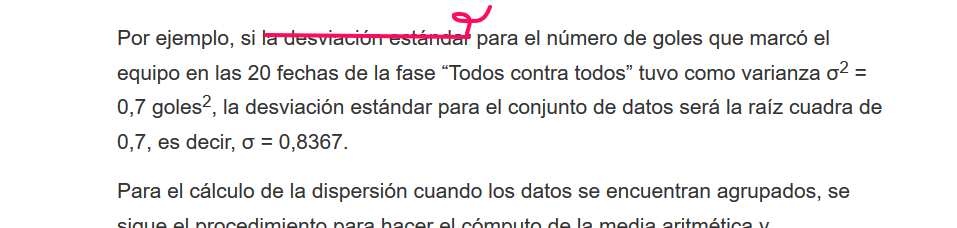 Por ejemplo, si la desviación estándar para el número de goles que marcó el
equipo en las 20 fechas de la fase “Todos contra todos” tuvo como varianza σ² =
0,7 goles², la desviación estándar para el conjunto de datos será la raíz cuadra de
0,7, es decir, σ = 0,8367.
Para el cálculo de la dispersión cuando los datos se encuentran agrupados, se
sigue el procedimiento para hacer el cómputo de la media aritmética y